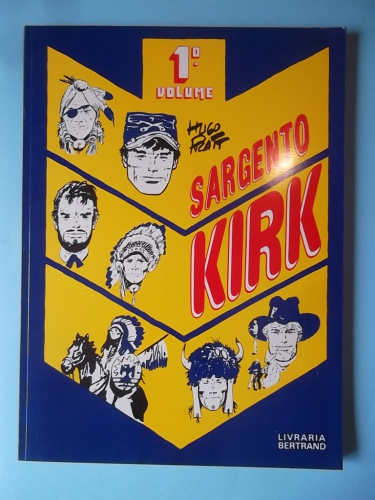 1º
VOLUME
HUGO
PRATT
SARGENTO
KIRK
LIVRARIA
BERTRAND